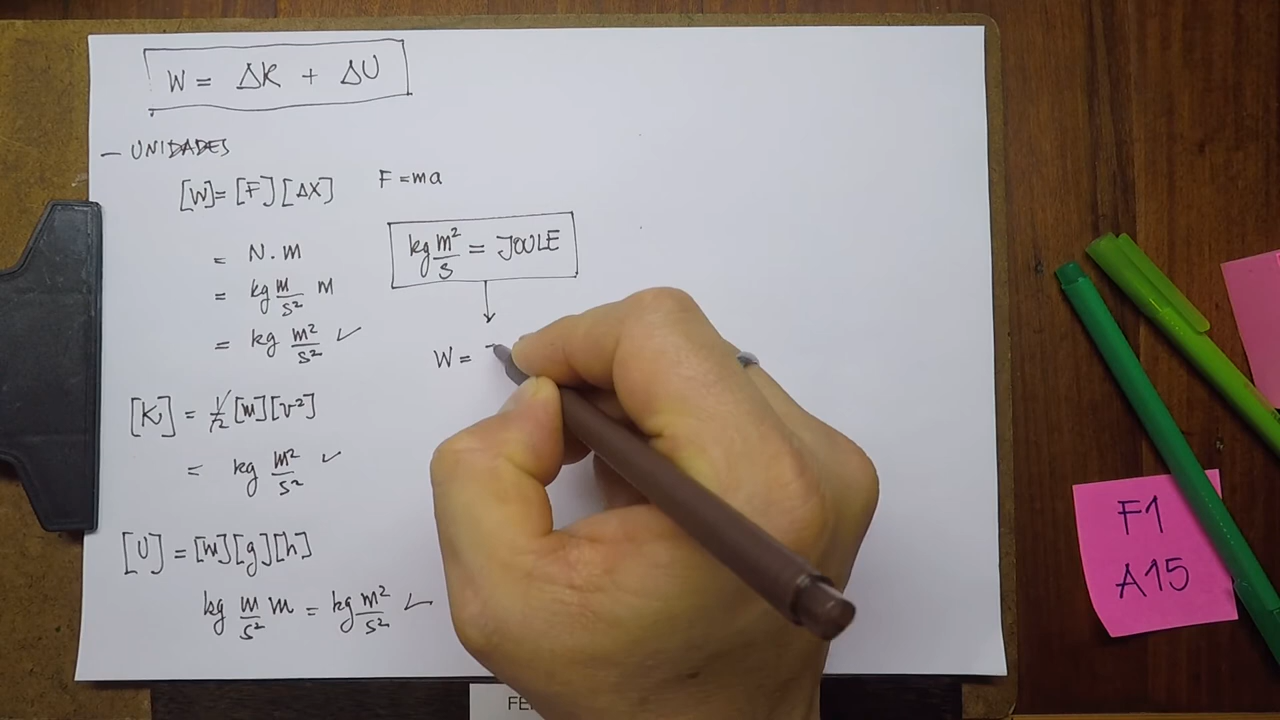 W = ΔK + ΔU
— UNIDADES
[W] = [F][ΔX]
F = ma
= N.m
= kg m/s² m
= kg m²/s² ✓
kg m²/s = JOULE
W =
[K] = 1/2 [m][v²]
= kg m²/s² ✓
[U] = [m][g][h]
kg m/s² m = kg m²/s² ✓
F1
A15